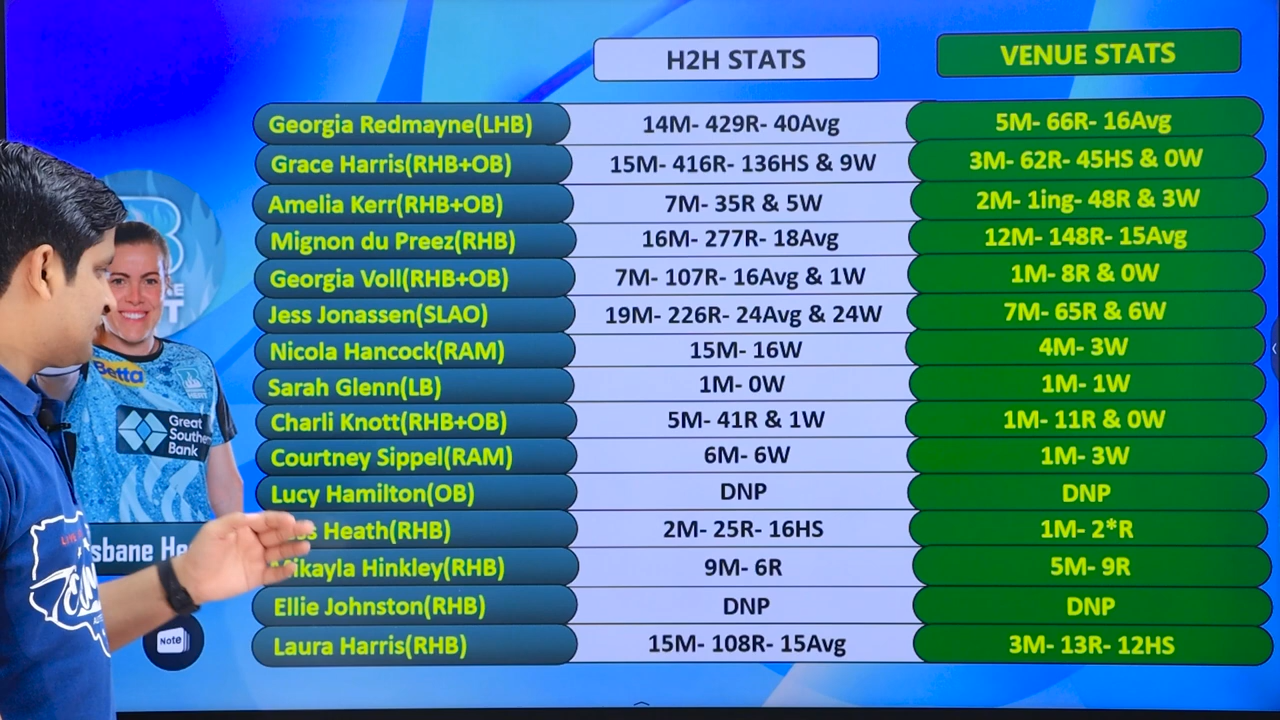 H2H STATS
VENUE STATS
Georgia Redmayne(LHB) 14M- 429R- 40Avg 5M- 66R- 16Avg
Grace Harris(RHB+OB) 15M- 416R- 136HS & 9W 3M- 62R- 45HS & 0W
Amelia Kerr(RHB+OB) 7M- 35R & 5W 2M- 1ing- 48R & 3W
Mignon du Preez(RHB) 16M- 277R- 18Avg 12M- 148R- 15Avg
Georgia Voll(RHB+OB) 7M- 107R- 16Avg & 1W 1M- 8R & 0W
Jess Jonassen(SLAO) 19M- 226R- 24Avg & 24W 7M- 65R & 6W
Nicola Hancock(RAM) 15M- 16W 4M- 3W
Sarah Glenn(LB) 1M- 0W 1M- 1W
Charli Knott(RHB+OB) 5M- 41R & 1W 1M- 11R & 0W
Courtney Sippel(RAM) 6M- 6W 1M- 3W
Lucy Hamilton(OB) DNP DNP
Heath(RHB) 2M- 25R- 16HS 1M- 2*R
Hinkley(RHB) 9M- 6R 5M- 9R
Ellie Johnston(RHB) DNP DNP
Laura Harris(RHB) 15M- 108R- 15Avg 3M- 13R- 12HS
Betta
Great
Southern
Bank
Note